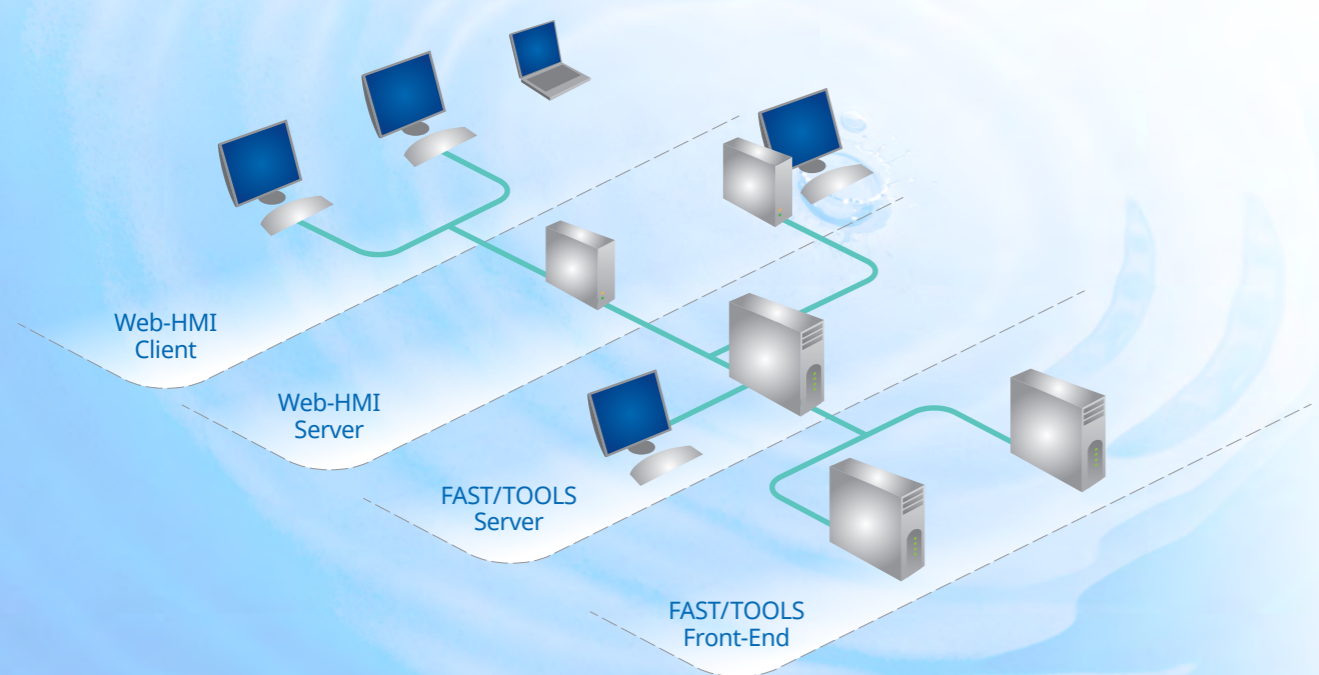 Web-HMI
Client
Web-HMI
Server
FAST/TOOLS
Server
FAST/TOOLS
Front-End